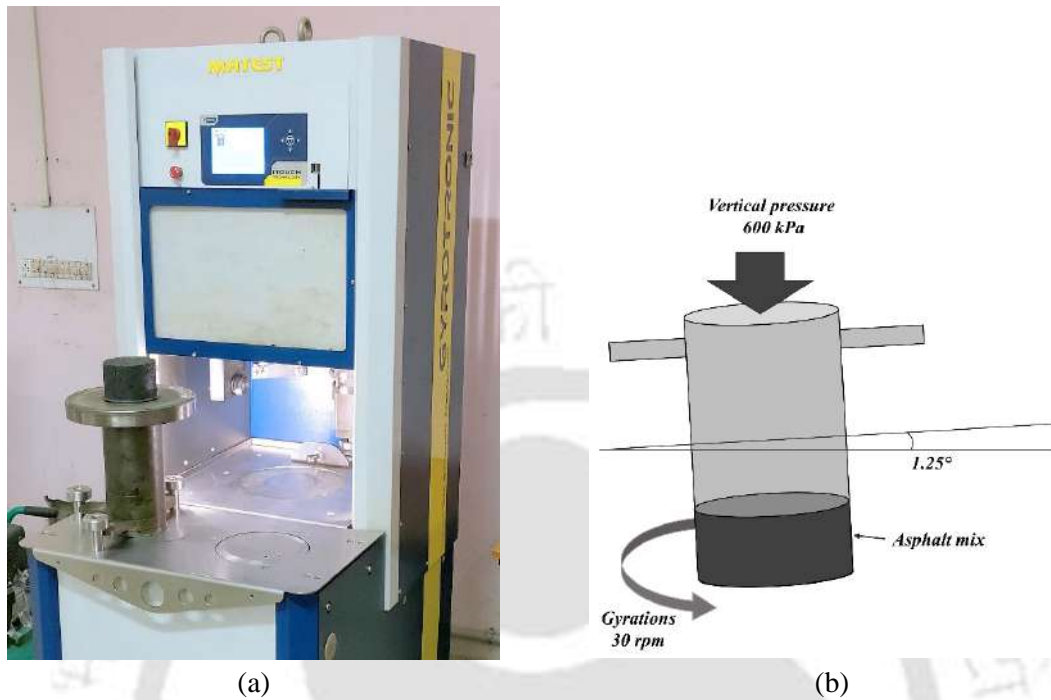 MATEST
GYROTRONIC
Vertical pressure
600 kPa
1.25°
Asphalt mix
Gyrations
30 rpm
(a)
(b)